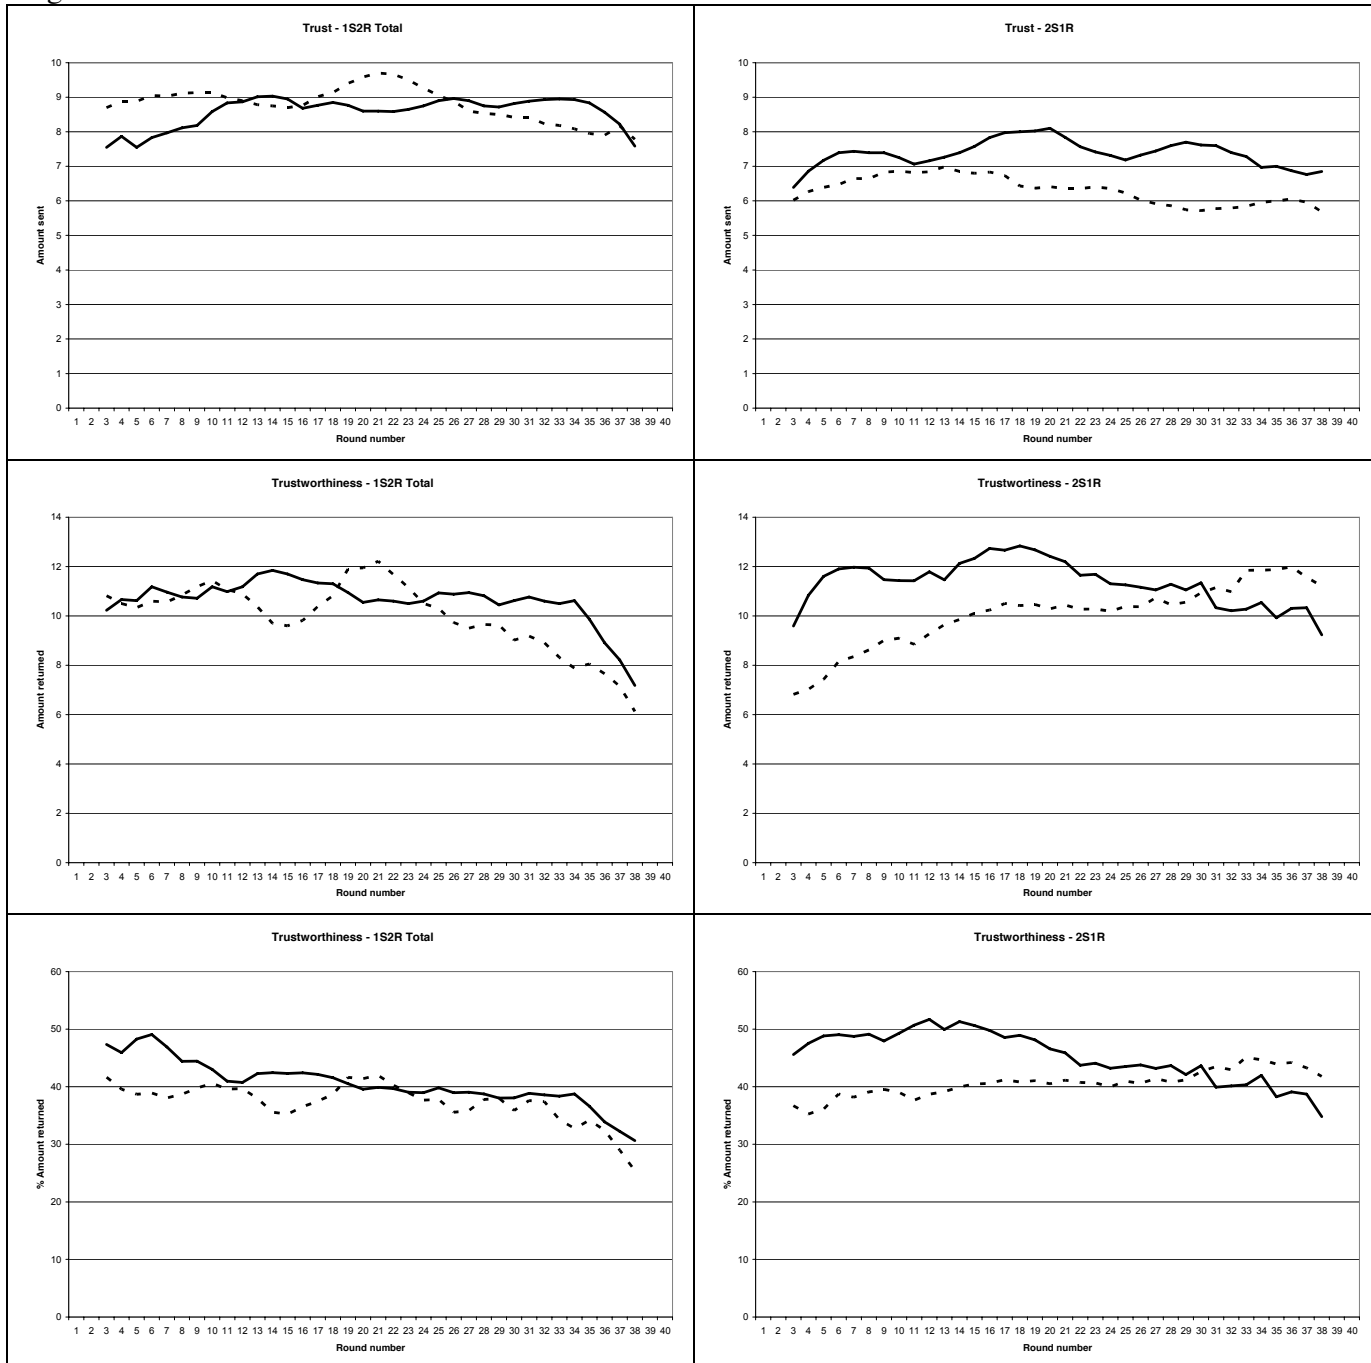 Trust - 1S2R Total
10
9
8
7
6
5
4
3
2
1
0
Amount sent
1 2 3 4 5 6 7 8 9 10 11 12 13 14 15 16 17 18 19 20 21 22 23 24 25 26 27 28 29 30 31 32 33 34 35 36 37 38 39 40
Round number
Trust - 2S1R
10
9
8
7
6
5
4
3
2
1
0
Amount sent
1 2 3 4 5 6 7 8 9 10 11 12 13 14 15 16 17 18 19 20 21 22 23 24 25 26 27 28 29 30 31 32 33 34 35 36 37 38 39 40
Round number
Trustworthiness - 1S2R Total
14
12
10
8
6
4
2
0
Amount returned
1 2 3 4 5 6 7 8 9 10 11 12 13 14 15 16 17 18 19 20 21 22 23 24 25 26 27 28 29 30 31 32 33 34 35 36 37 38 39 40
Round number
Trustwortiness - 2S1R
14
12
10
8
6
4
2
0
Amount returned
1 2 3 4 5 6 7 8 9 10 11 12 13 14 15 16 17 18 19 20 21 22 23 24 25 26 27 28 29 30 31 32 33 34 35 36 37 38 39 40
Round number
Trustworthiness - 1S2R Total
60
50
40
30
20
10
0
% Amount returned
1 2 3 4 5 6 7 8 9 10 11 12 13 14 15 16 17 18 19 20 21 22 23 24 25 26 27 28 29 30 31 32 33 34 35 36 37 38 39 40
Round number
Trustworthiness - 2S1R
60
50
40
30
20
10
0
% Amount returned
1 2 3 4 5 6 7 8 9 10 11 12 13 14 15 16 17 18 19 20 21 22 23 24 25 26 27 28 29 30 31 32 33 34 35 36 37 38 39 40
Round number